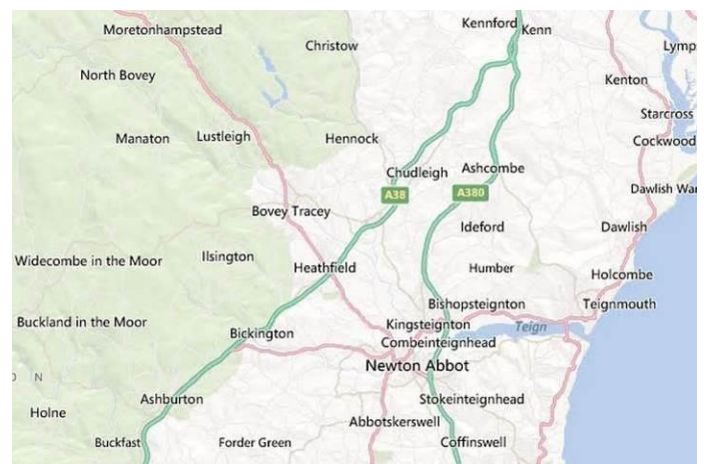 Kennford
Kenn
Moretonhampstead
Christow
Lymp
North Bovey
Kenton
Starcross
Manaton
Lustleigh
Hennock
Cockwood
Chudleigh
Ashcombe
A38
A380
Dawlish War
Bovey Tracey
Ideford
Dawlish
Widecombe in the Moor
Ilsington
Heathfield
Humber
Holcombe
Bishopsteignton
Teignmouth
Buckland in the Moor
Kingsteignton
Teign
Bickington
Combeinteignhead
Newton Abbot
O N
Ashburton
Stokeinteignhead
Holne
Abbotskerswell
Buckfast
Forder Green
Coffinswell